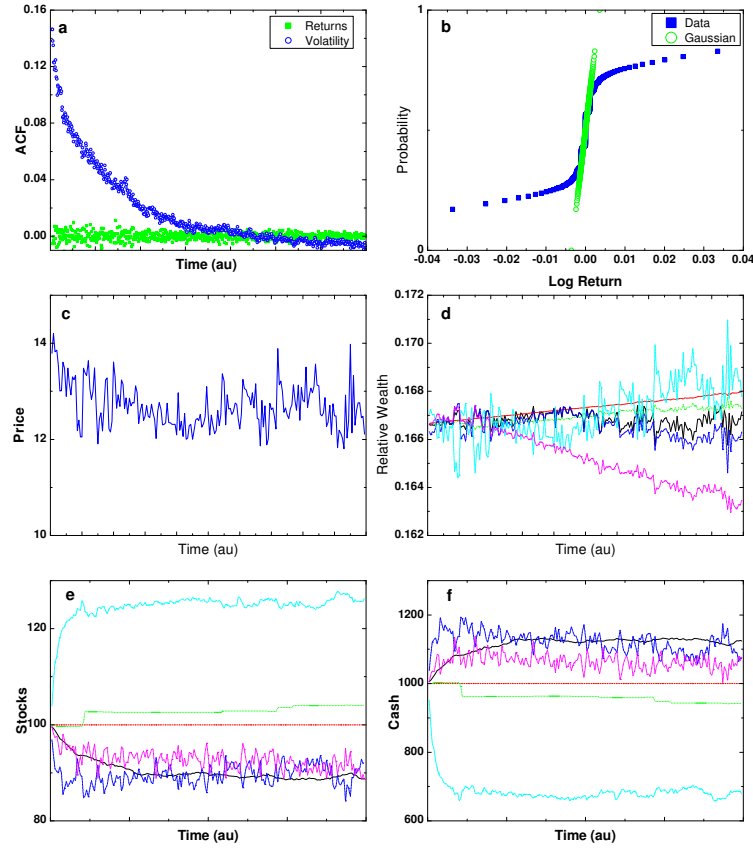 a
Returns
Volatility
0.16
0.12
0.08
0.04
0.00
ACF
Time (au)
b
Data
Gaussian
1
0
Probability
-0.04 -0.03 -0.02 -0.01 0.00 0.01 0.02 0.03 0.04
Log Return
c
14
12
10
Price
Time (au)
d
0.172
0.170
0.168
0.166
0.164
0.162
Relative Wealth
Time (au)
e
120
100
80
Stocks
Time (au)
f
1200
1000
800
600
Cash
Time (au)